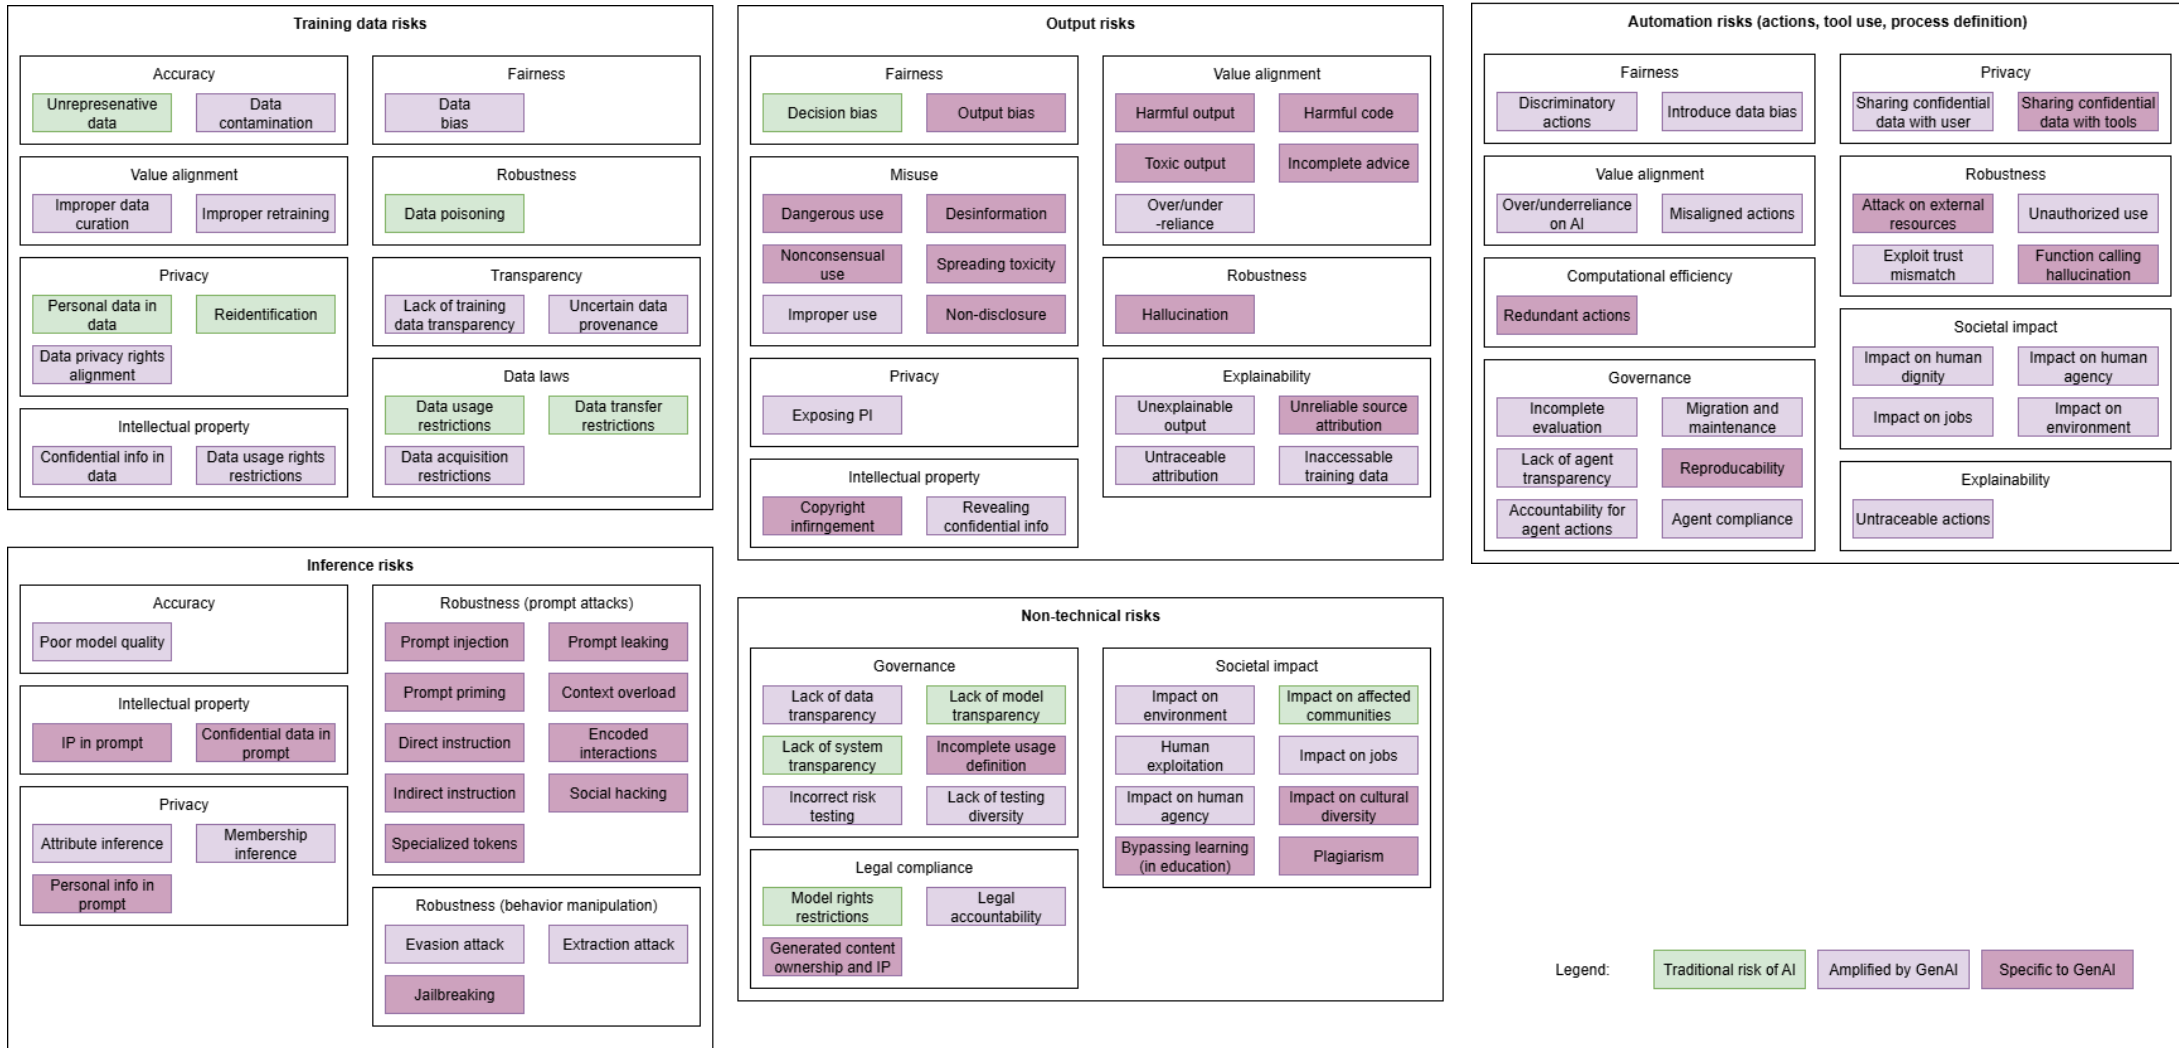 Training data risks
Accuracy
Unrepresenative
data
Data
contamination
Fairness
Data
bias
Value alignment
Improper data
curation
Improper retraining
Robustness
Data poisoning
Privacy
Personal data in
data
Reidentification
Data privacy rights
alignment
Transparency
Lack of training
data transparency
Uncertain data
provenance
Intellectual property
Confidential info in
data
Data usage rights
restrictions
Data laws
Data usage
restrictions
Data transfer
restrictions
Data acquisition
restrictions
Output risks
Fairness
Decision bias
Output bias
Misuse
Dangerous use
Desinformation
Nonconsensual
use
Spreading toxicity
Improper use
Non-disclosure
Privacy
Exposing PI
Intellectual property
Copyright
infirngement
Revealing
confidential info
Value alignment
Harmful output
Harmful code
Toxic output
Incomplete advice
Over/under
-reliance
Robustness
Hallucination
Explainability
Unexplainable
output
Unreliable source
attribution
Untraceable
attribution
Inaccessable
training data
Automation risks (actions, tool use, process definition)
Fairness
Discriminatory
actions
Introduce data bias
Value alignment
Over/underreliance
on AI
Misaligned actions
Computational efficiency
Redundant actions
Governance
Incomplete
evaluation
Migration and
maintenance
Lack of agent
transparency
Reproducability
Accountability for
agent actions
Agent compliance
Privacy
Sharing confidential
data with user
Sharing confidential
data with tools
Robustness
Attack on external
resources
Unauthorized use
Exploit trust
mismatch
Function calling
hallucination
Societal impact
Impact on human
dignity
Impact on human
agency
Impact on jobs
Impact on
environment
Explainability
Untraceable actions
Inference risks
Accuracy
Poor model quality
Intellectual property
IP in prompt
Confidential data in
prompt
Privacy
Attribute inference
Membership
inference
Personal info in
prompt
Robustness (prompt attacks)
Prompt injection
Prompt leaking
Prompt priming
Context overload
Direct instruction
Encoded
interactions
Indirect instruction
Social hacking
Specialized tokens
Robustness (behavior manipulation)
Evasion attack
Extraction attack
Jailbreaking
Non-technical risks
Governance
Lack of data
transparency
Lack of model
transparency
Lack of system
transparency
Incomplete usage
definition
Incorrect risk
testing
Lack of testing
diversity
Legal compliance
Model rights
restrictions
Legal
accountability
Generated content
ownership and IP
Societal impact
Impact on
environment
Impact on affected
communities
Human
exploitation
Impact on jobs
Impact on human
agency
Impact on cultural
diversity
Bypassing learning
(in education)
Plagiarism
Legend:
Traditional risk of AI
Amplified by GenAI
Specific to GenAI